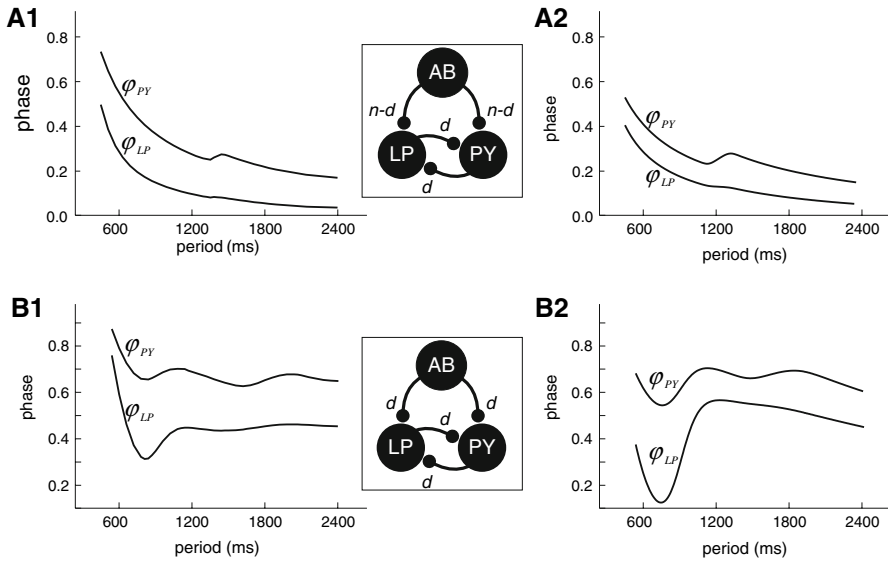 A1
phase
0.8
0.6
0.4
0.2
0.0
φPY
φLP
600 1200 1800 2400
period (ms)
AB
n-d n-d
LP PY
d
d
A2
phase
0.8
0.6
0.4
0.2
0.0
φPY
φLP
600 1200 1800 2400
period (ms)
B1
phase
0.8
0.6
0.4
0.2
φPY
φLP
600 1200 1800 2400
period (ms)
AB
d d
LP PY
d
d
B2
phase
0.8
0.6
0.4
0.2
φPY
φLP
600 1200 1800 2400
period (ms)